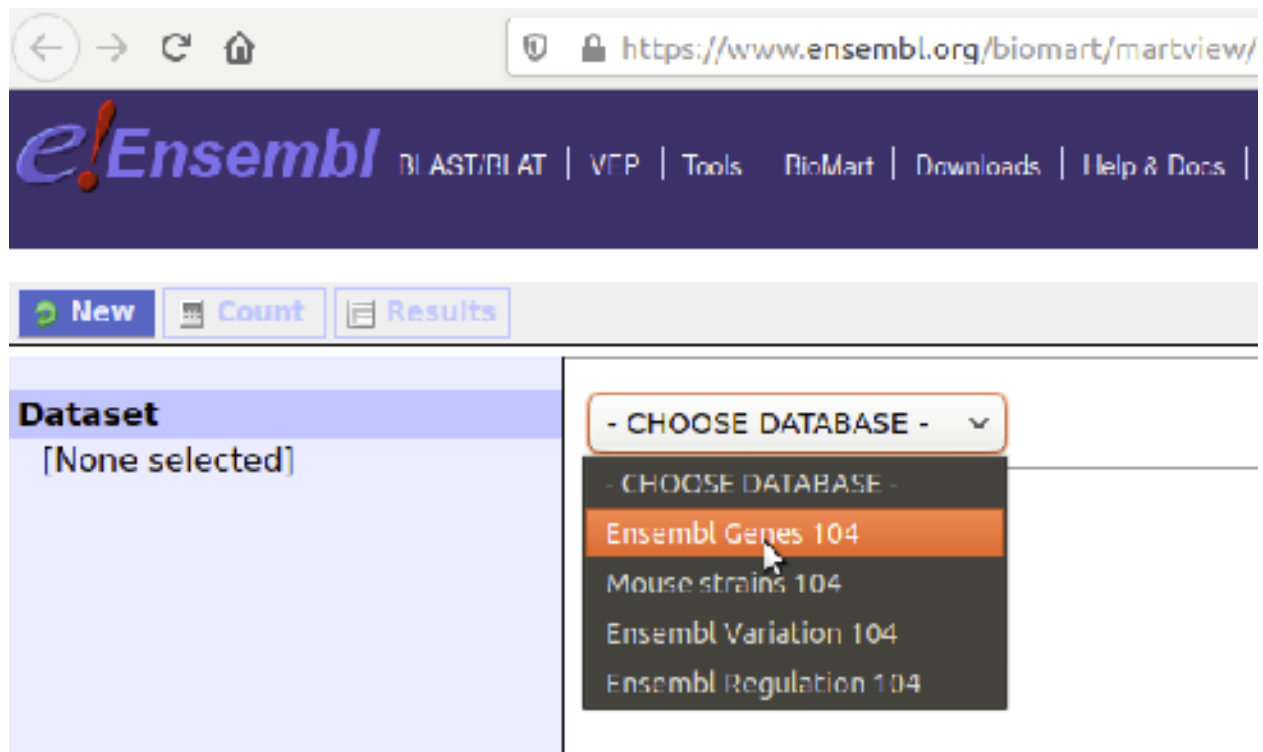 https://www.ensembl.org/biomart/martview/
e!Ensembl BLAST/BLAT | VEP | Tools BioMart | Downloads | Help & Docs |
New Count Results
Dataset
[None selected]
- CHOOSE DATABASE -
- CHOOSE DATABASE -
Ensembl Genes 104
Mouse strains 104
Ensembl Variation 104
Ensembl Regulation 104